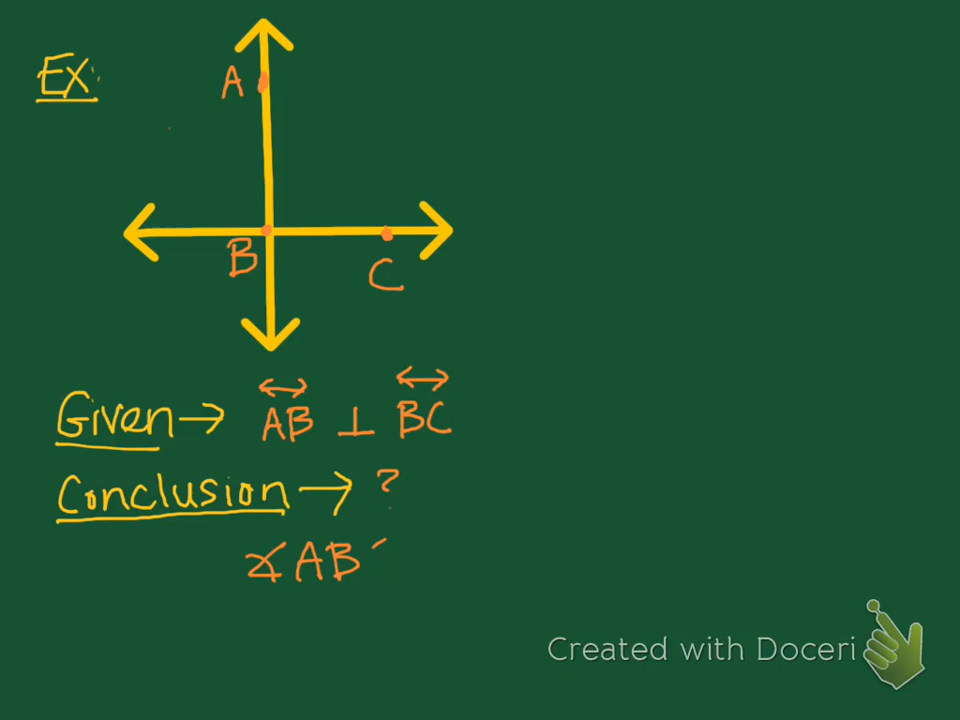 Ex:
A
B
C
Given → AB ⊥ BC
Conclusion → ?
∡AB
Created with Doceri